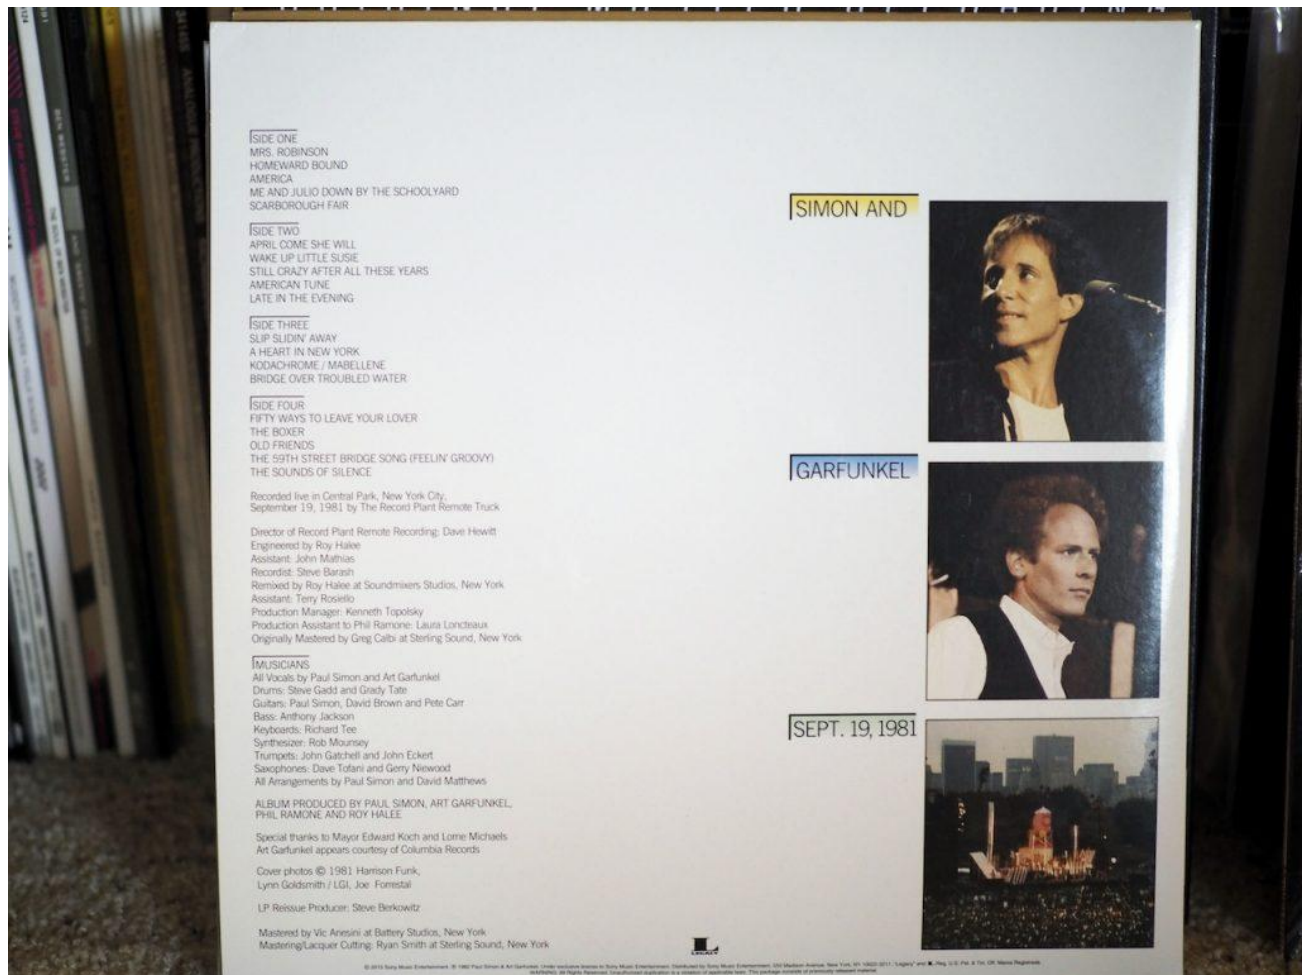 SIDE ONE
MRS. ROBINSON
HOMEWARD BOUND
AMERICA
ME AND JULIO DOWN BY THE SCHOOLYARD
SCARBOROUGH FAIR
SIDE TWO
APRIL COME SHE WILL
WAKE UP LITTLE SUSIE
STILL CRAZY AFTER ALL THESE YEARS
AMERICAN TUNE
LATE IN THE EVENING
SIDE THREE
SLIP SLIDIN' AWAY
A HEART IN NEW YORK
KODACHROME / MABELLENE
BRIDGE OVER TROUBLED WATER
SIDE FOUR
FIFTY WAYS TO LEAVE YOUR LOVER
THE BOXER
OLD FRIENDS
THE 59TH STREET BRIDGE SONG (FEELIN' GROOVY)
THE SOUNDS OF SILENCE
Recorded live in Central Park, New York City,
September 19, 1981 by The Record Plant Remote Truck
Director of Record Plant Remote Recording: Dave Hewitt
Engineered by Roy Halee
Assistant: John Mathias
Recordist: Steve Barash
Remixed by Roy Halee at Soundmixers Studios, New York
Assistant: Terry Rosiello
Production Manager: Kenneth Topolsky
Production Assistant to Phil Ramone: Laura Loncteaux
Originally Mastered by Greg Calbi at Sterling Sound, New York
MUSICIANS
All Vocals by Paul Simon and Art Garfunkel
Drums: Steve Gadd and Grady Tate
Guitars: Paul Simon, David Brown and Pete Carr
Bass: Anthony Jackson
Keyboards: Richard Tee
Synthesizer: Rob Mounsey
Trumpets: John Gatchell and John Eckert
Saxophones: Dave Tofani and Gerry Niewood
All Arrangements by Paul Simon and David Matthews
ALBUM PRODUCED BY PAUL SIMON, ART GARFUNKEL,
PHIL RAMONE AND ROY HALEE
Special thanks to Mayor Edward Koch and Lorne Michaels
Art Garfunkel appears courtesy of Columbia Records
Cover photos © 1981 Harrison Funk,
Lynn Goldsmith / LGI, Joe Forrestal
LP Reissue Producer: Steve Berkowitz
Mastered by Vic Anesini at Battery Studios, New York
Mastering/Lacquer Cutting: Ryan Smith at Sterling Sound, New York
SIMON AND
GARFUNKEL
SEPT. 19, 1981
LEGACY
BEN WEBSTER